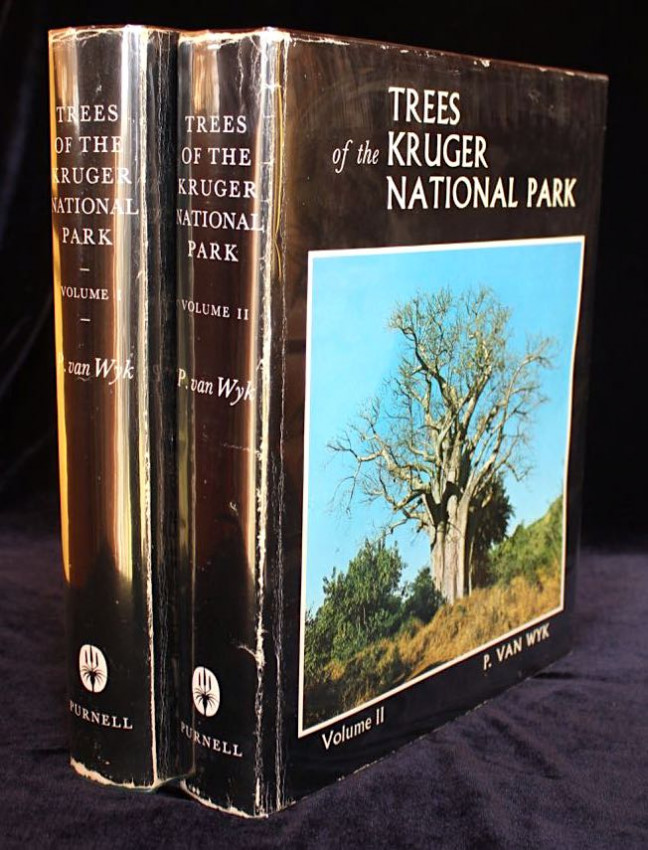 TREES
OF THE
KRUGER
NATIONAL
PARK
VOLUME I
P. van Wyk
PURNELL
TREES
OF THE
KRUGER
NATIONAL
PARK
VOLUME II
P. van Wyk
PURNELL
TREES
of the KRUGER
NATIONAL PARK
P. VAN WYK
Volume II